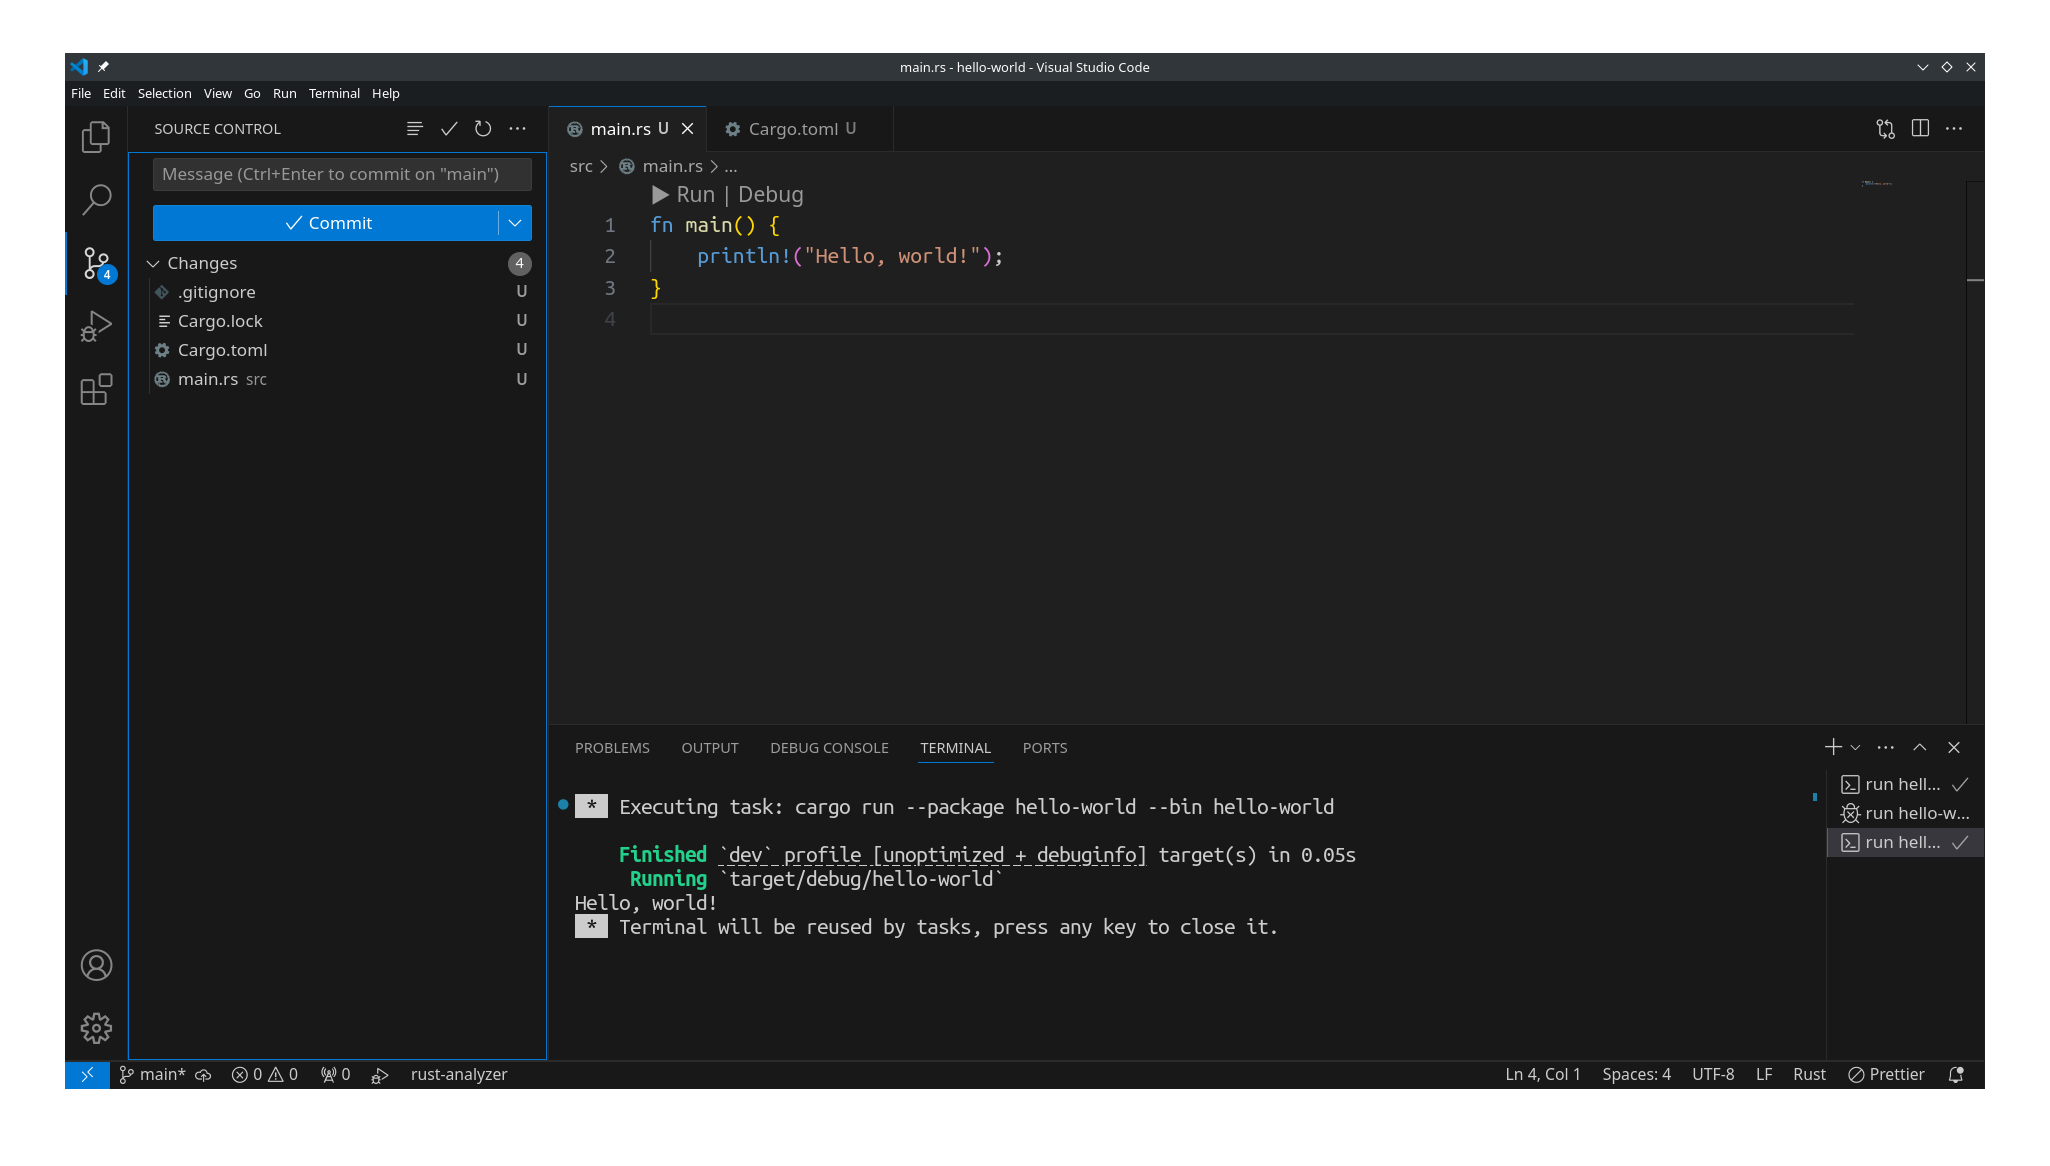 main.rs - hello-world - Visual Studio Code
File Edit Selection View Go Run Terminal Help
SOURCE CONTROL
Message (Ctrl+Enter to commit on "main")
Commit
Changes 4
.gitignore U
Cargo.lock U
Cargo.toml U
main.rs src U
4
main.rs U Cargo.toml U
src > main.rs > ...
Run | Debug
1 fn main() {
2 println!("Hello, world!");
3 }
4
PROBLEMS OUTPUT DEBUG CONSOLE TERMINAL PORTS
* Executing task: cargo run --package hello-world --bin hello-world
Finished `dev` profile [unoptimized + debuginfo] target(s) in 0.05s
Running `target/debug/hello-world`
Hello, world!
* Terminal will be reused by tasks, press any key to close it.
run hell...
run hello-w...
run hell...
main* 0 0 0 rust-analyzer Ln 4, Col 1 Spaces: 4 UTF-8 LF Rust Prettier